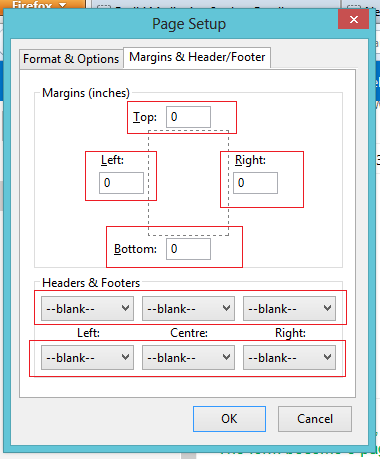 Firefox
Page Setup
Format & Options
Margins & Header/Footer
Margins (inches)
Top: 0
Left: Right:
0 0
Bottom: 0
Headers & Footers
--blank-- --blank-- --blank--
Left: Centre: Right:
--blank-- --blank-- --blank--
OK Cancel